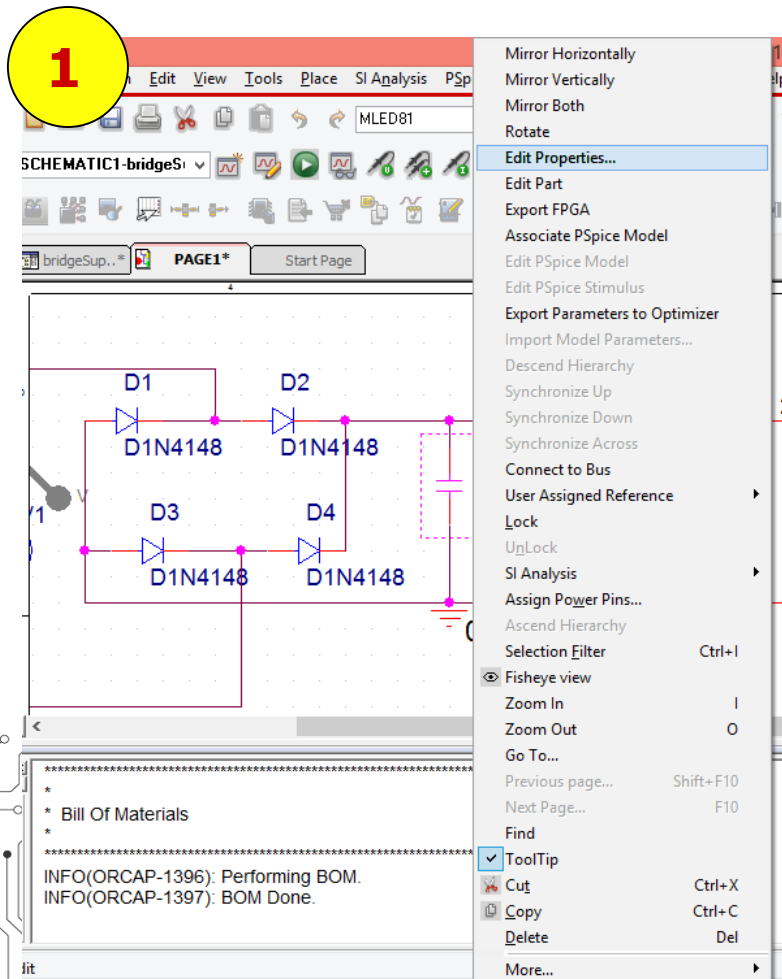 1
Edit View Tools Place SI Analysis PSp
MLED81
SCHEMATIC1-bridgeS
bridgeSup..*
PAGE1*
Start Page
4
D1
D2
D1N4148
D1N4148
V
V1
D3
D4
D1N4148
D1N4148
0
Mirror Horizontally
Mirror Vertically
Mirror Both
Rotate
Edit Properties...
Edit Part
Export FPGA
Associate PSpice Model
Edit PSpice Model
Edit PSpice Stimulus
Export Parameters to Optimizer
Import Model Parameters...
Descend Hierarchy
Synchronize Up
Synchronize Down
Synchronize Across
Connect to Bus
User Assigned Reference
Lock
UnLock
SI Analysis
Assign Power Pins...
Ascend Hierarchy
Selection Filter Ctrl+I
Fisheye view
Zoom In I
Zoom Out O
Go To...
Previous page... Shift+F10
Next Page... F10
Find
ToolTip
Cut Ctrl+X
Copy Ctrl+C
Delete Del
More...
*
* Bill Of Materials
*
INFO(ORCAP-1396): Performing BOM.
INFO(ORCAP-1397): BOM Done.
dit